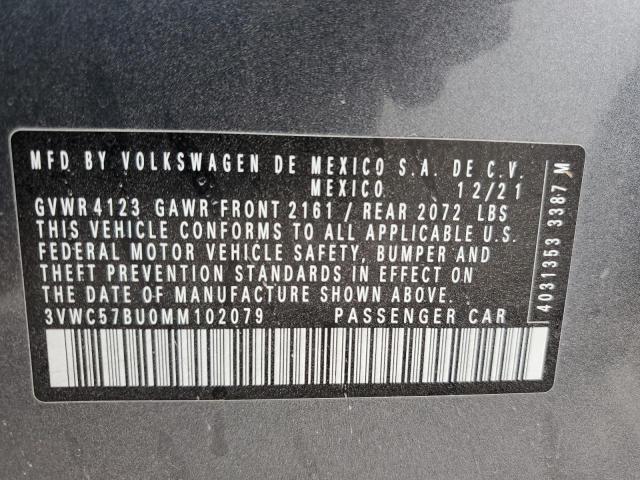 MFD BY VOLKSWAGEN DE MEXICO S.A. DE C.V.
MEXICO 12/21
GVWR 4123 GAWR FRONT 2161 / REAR 2072 LBS
THIS VEHICLE CONFORMS TO ALL APPLICABLE U.S.
FEDERAL MOTOR VEHICLE SAFETY, BUMPER AND
THEFT PREVENTION STANDARDS IN EFFECT ON
THE DATE OF MANUFACTURE SHOWN ABOVE.
3VWC57BU0MM102079 PASSENGER CAR
4031353 3387 M